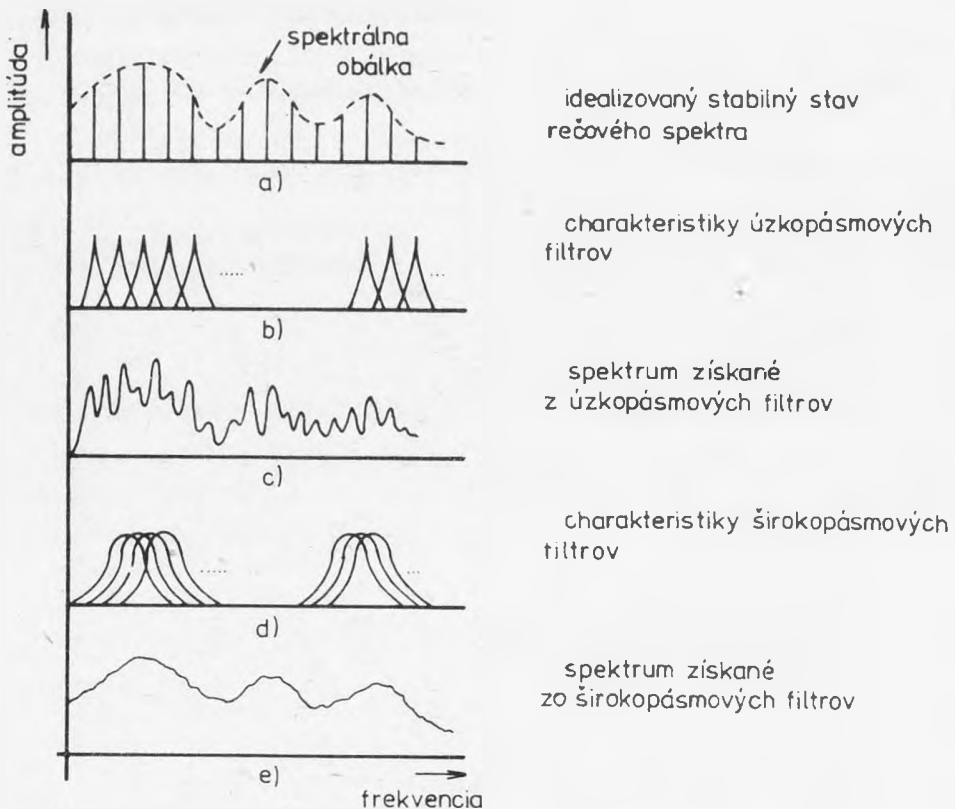 amplitúda
spektrálna
obálka
idealizovaný stabilný stav
rečového spektra
a)
charakteristiky úzkopásmových
filtrov
.....
...
b)
spektrum získané
z úzkopásmových filtrov
c)
charakteristiky širokopásmových
filtrov
.....
...
d)
spektrum získané
zo širokopásmových filtrov
e)
frekvencia